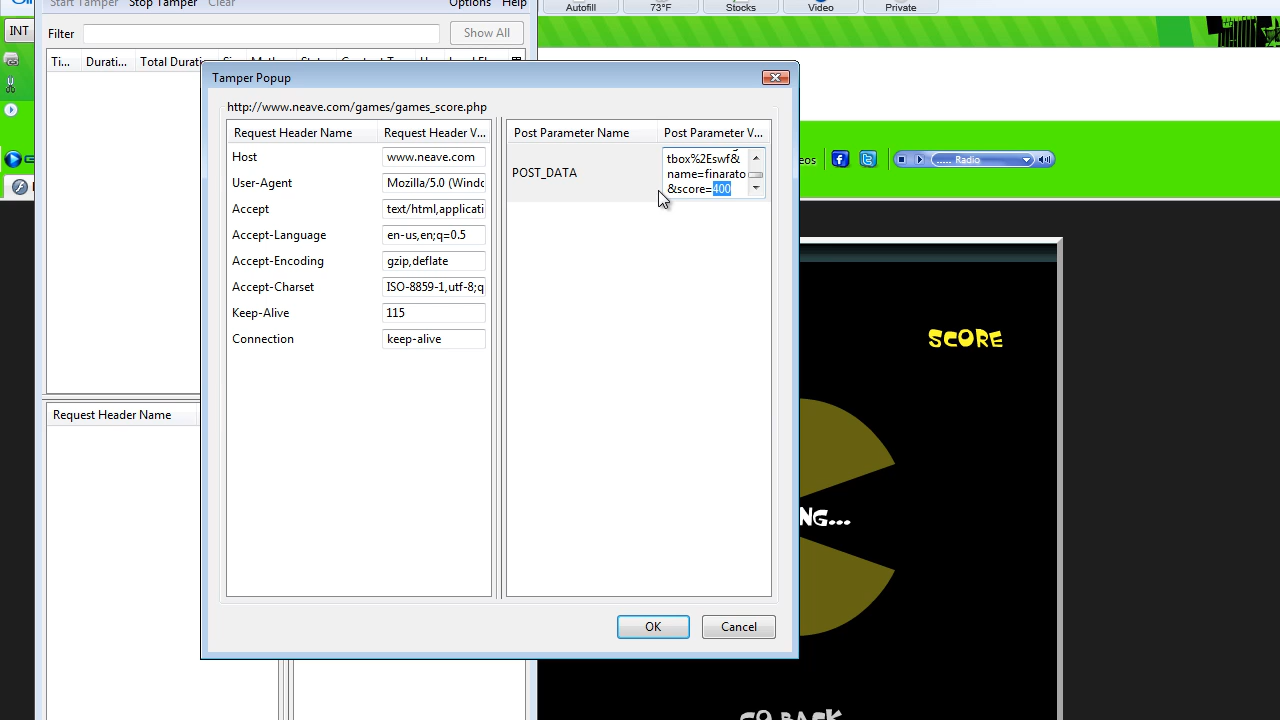 Start Tamper Stop Tamper Clear Options Help
Autofill 73°F Stocks Video Private
INT
Filter Show All
Ti... Durati... Total Durati
Tamper Popup
http://www.neave.com/games/games_score.php
Request Header Name Request Header V... Post Parameter Name Post Parameter V...
Host www.neave.com
User-Agent Mozilla/5.0 (Windc
Accept text/html,applicati
Accept-Language en-us,en;q=0.5
Accept-Encoding gzip,deflate
Accept-Charset ISO-8859-1,utf-8;q
Keep-Alive 115
Connection keep-alive
POST_DATA
tbox%2Eswf&
name=finarato
&score=400
eos ..... Radio
SCORE
NG...
OK Cancel
Request Header Name
GO BACK